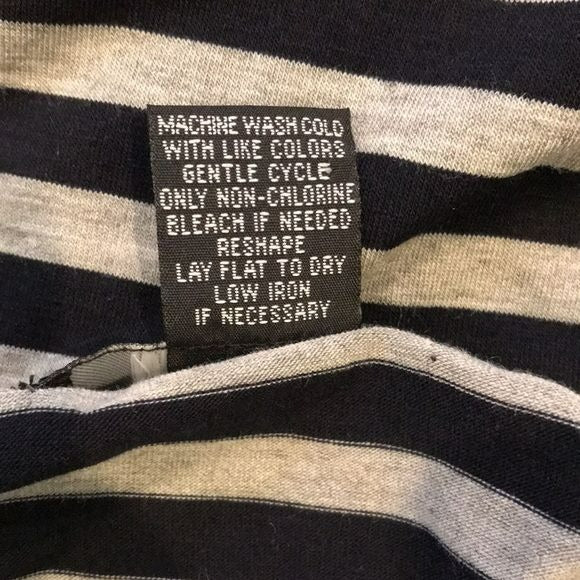 MACHINE WASH COLD
WITH LIKE COLORS
GENTLE CYCLE
ONLY NON-CHLORINE
BLEACH IF NEEDED
RESHAPE
LAY FLAT TO DRY
LOW IRON
IF NECESSARY